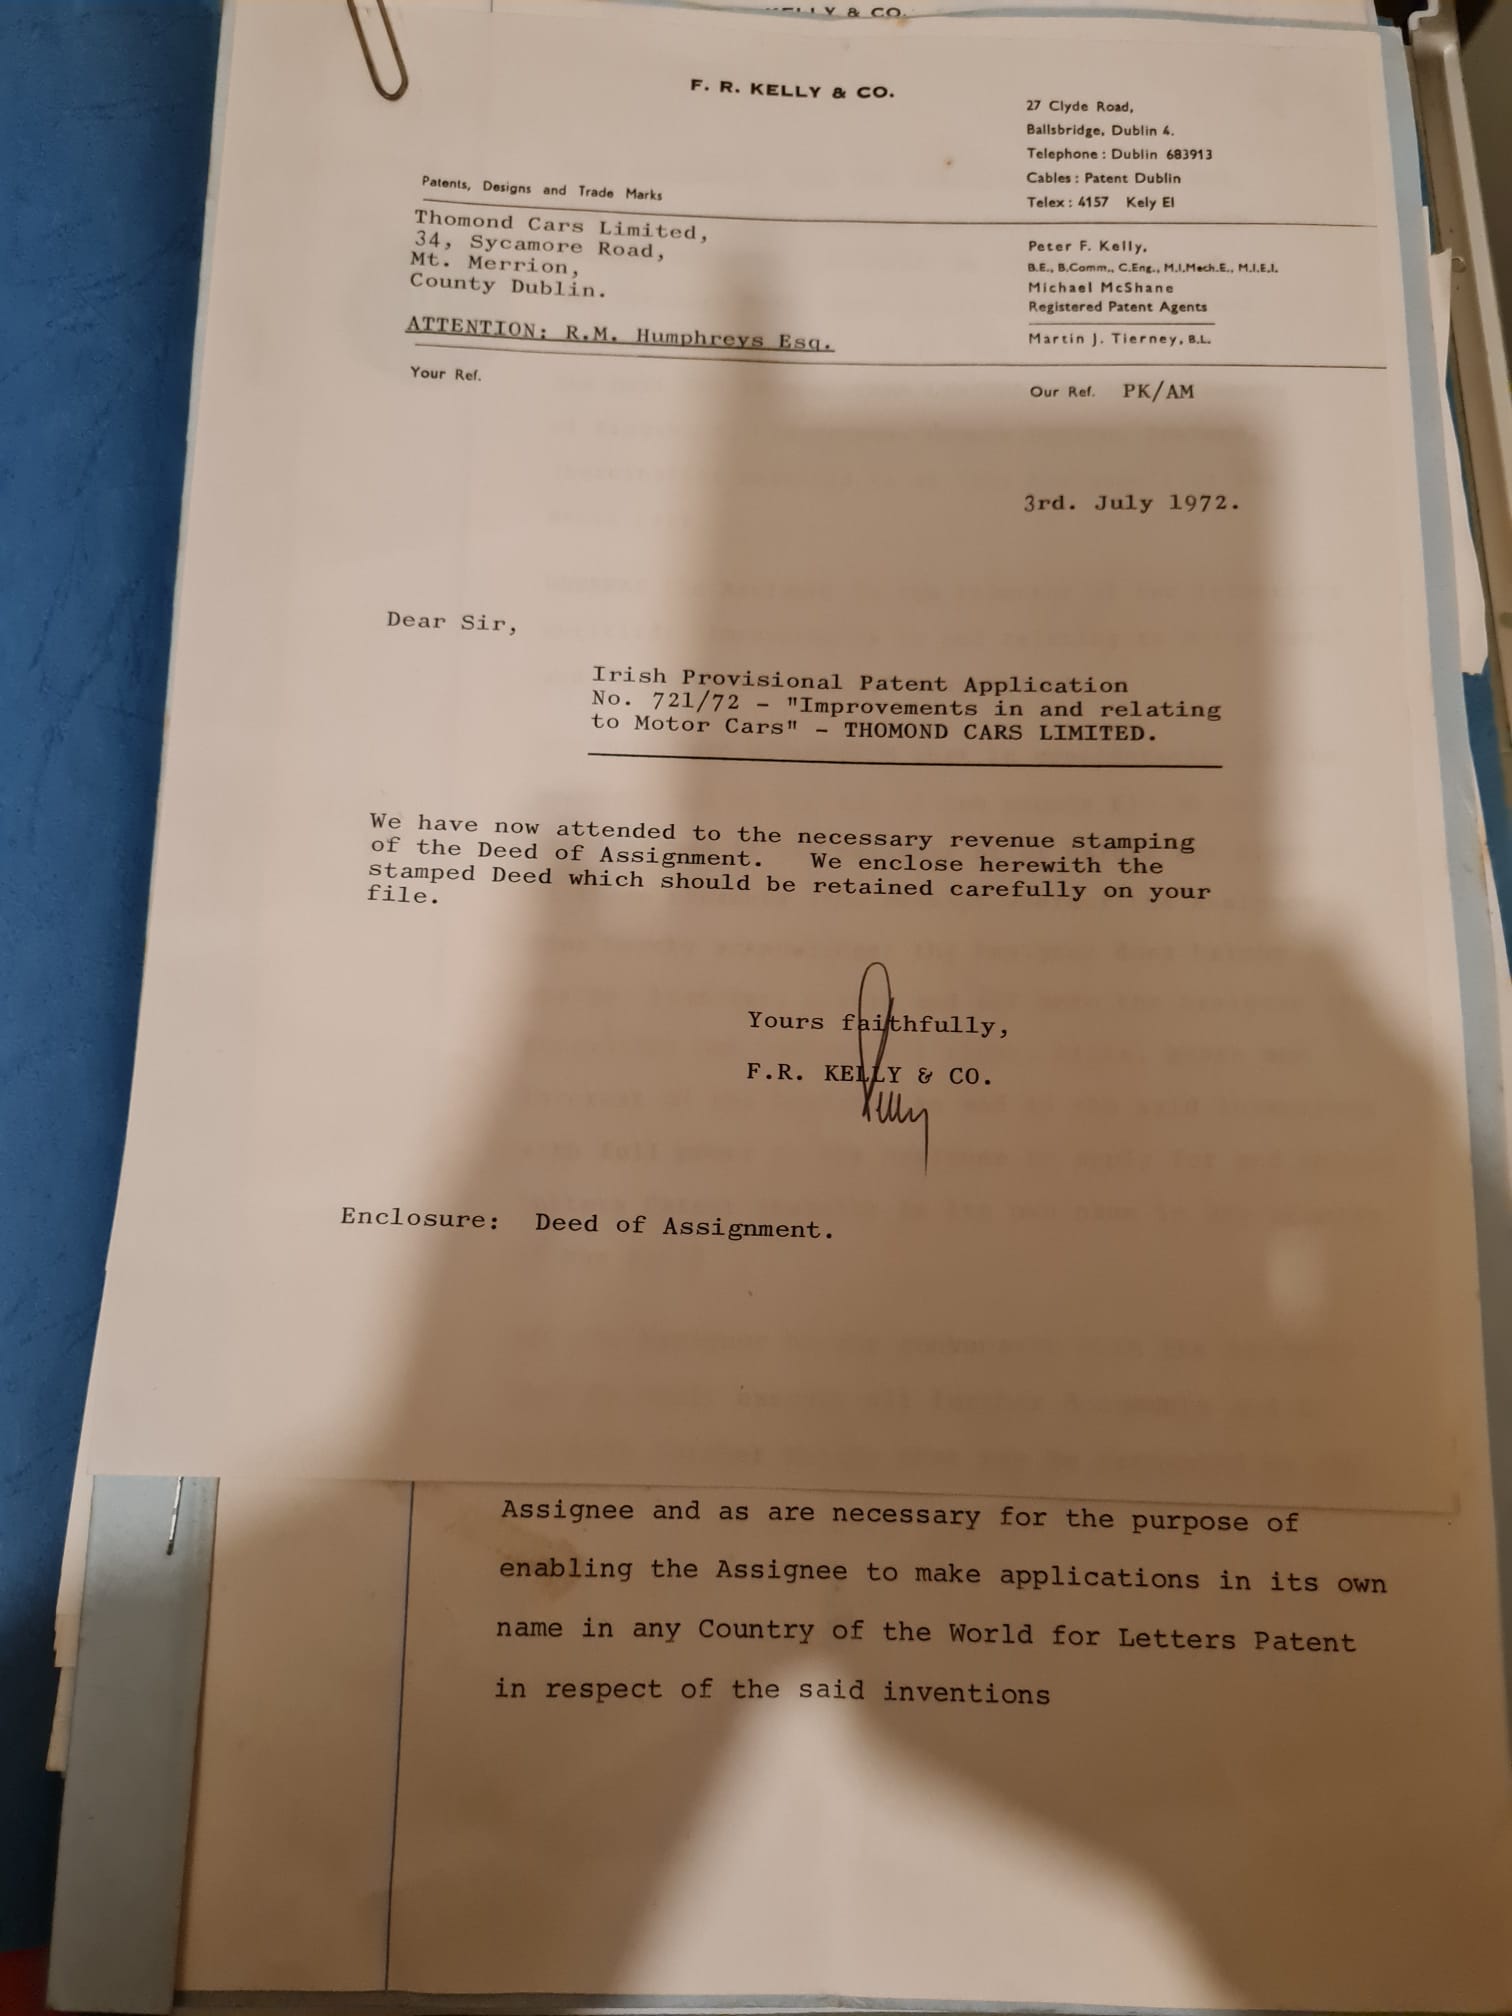 F. R. KELLY & CO.
27 Clyde Road,
Ballsbridge, Dublin 4.
Telephone : Dublin 683913
Cables : Patent Dublin
Telex : 4157 Kely EI
Patents, Designs and Trade Marks
Thomond Cars Limited,
34, Sycamore Road,
Mt. Merrion,
County Dublin.
ATTENTION: R.M. Humphreys Esq.
Peter F. Kelly,
B.E., B.Comm., C.Eng., M.I.Mech.E., M.I.E.I.
Michael McShane
Registered Patent Agents
Martin J. Tierney, B.L.
Your Ref.
Our Ref. PK/AM
3rd. July 1972.
Dear Sir,
Irish Provisional Patent Application
No. 721/72 - "Improvements in and relating
to Motor Cars" - THOMOND CARS LIMITED.
We have now attended to the necessary revenue stamping
of the Deed of Assignment. We enclose herewith the
stamped Deed which should be retained carefully on your
file.
Yours faithfully,
F.R. KELLY & CO.
Kelly
Enclosure: Deed of Assignment.
Assignee and as are necessary for the purpose of
enabling the Assignee to make applications in its own
name in any Country of the World for Letters Patent
in respect of the said inventions